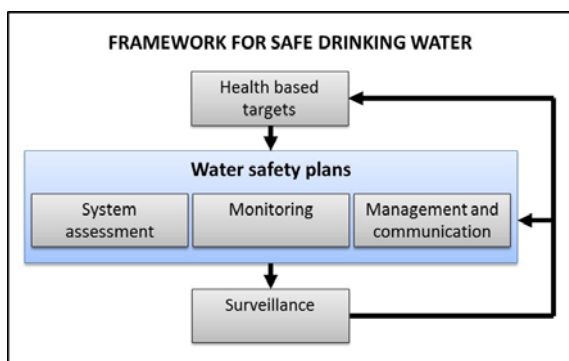 FRAMEWORK FOR SAFE DRINKING WATER
Health based
targets
Water safety plans
System
assessment
Monitoring
Management and
communication
Surveillance